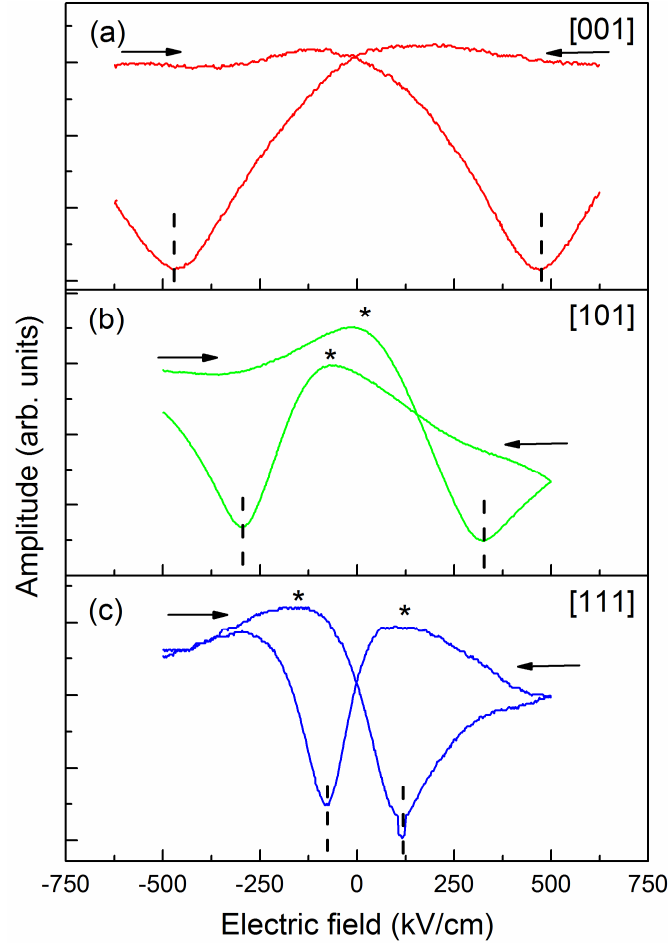 (a)
[001]
(b)
*
[101]
*
Amplitude (arb. units)
(c)
*
*
[111]
-750 -500 -250 0 250 500 750
Electric field (kV/cm)